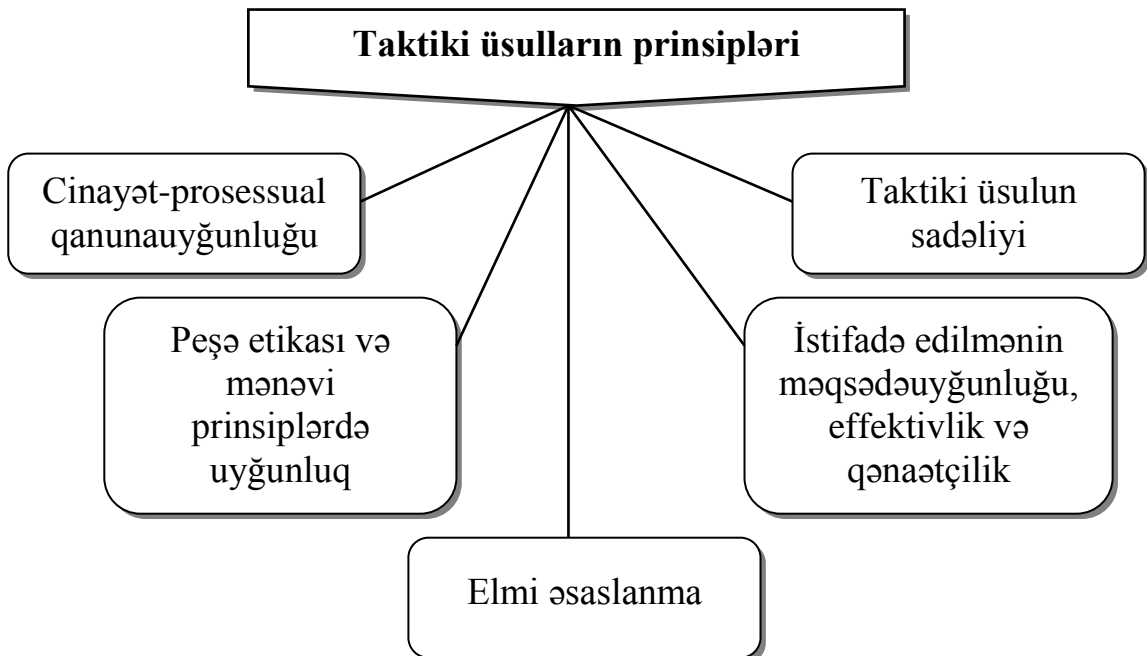 Taktiki üsulların prinsipləri
Cinayət-prosessual
qanunauyğunluğu
Taktiki üsulun
sadəliyi
Peşə etikası və
mənəvi
prinsiplərdə
uyğunluq
İstifadə edilmənin
məqsədəuyğunluğu,
effektivlik və
qənaətçilik
Elmi əsaslanma